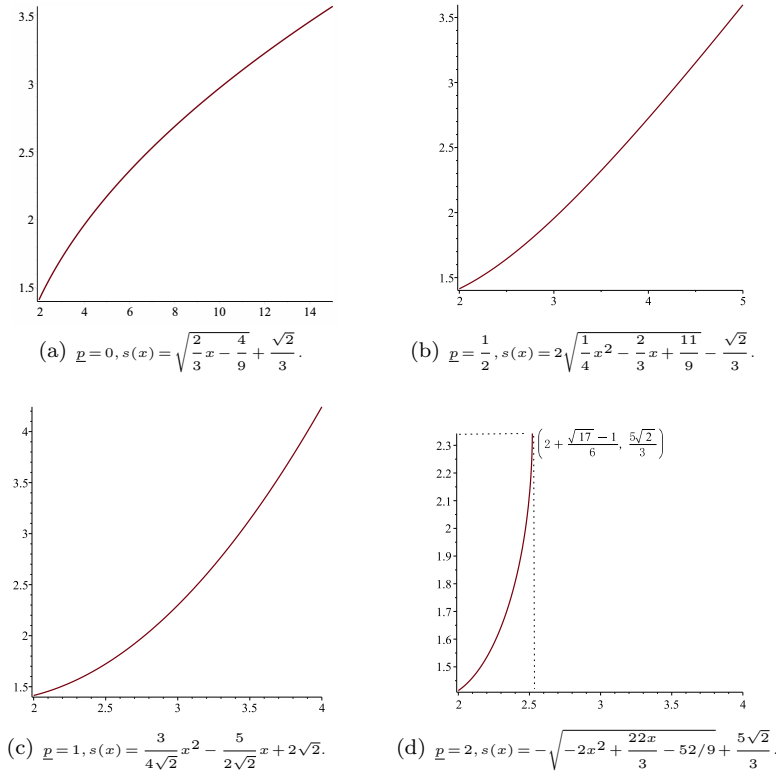 3.5
3
2.5
2
1.5
2 4 6 8 10 12 14
(a) p = 0, s(x) = √(2/3 x − 4/9) + √2/3.
3.5
3
2.5
2
1.5
2 3 4 5
(b) p = 1/2, s(x) = 2√(1/4 x² − 2/3 x + 11/9) − √2/3.
4
3.5
3
2.5
2
1.5
2 2.5 3 3.5 4
(c) p = 1, s(x) = 3/(4√2) x² − 5/(2√2) x + 2√2.
(2 + (√17 − 1)/6, 5√2/3)
2.3
2.2
2.1
2
1.9
1.8
1.7
1.6
1.5
2 2.5 3 3.5 4
(d) p = 2, s(x) = −√(−2x² + 22x/3 − 52/9) + 5√2/3.